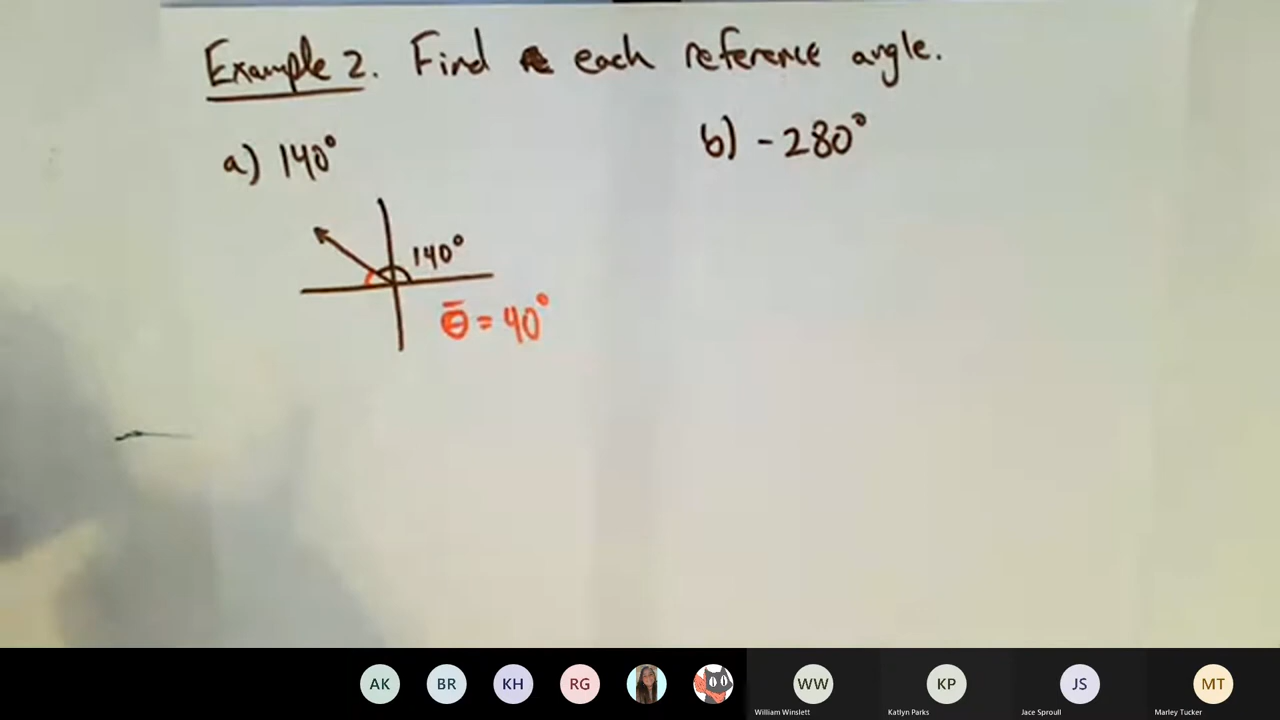 Example 2. Find each reference angle.
a) 140°
b) -280°
140°
θ̄ = 40°
AK BR KH RG WW KP JS MT
William Winslett Katlyn Parks Jace Sproull Marley Tucker